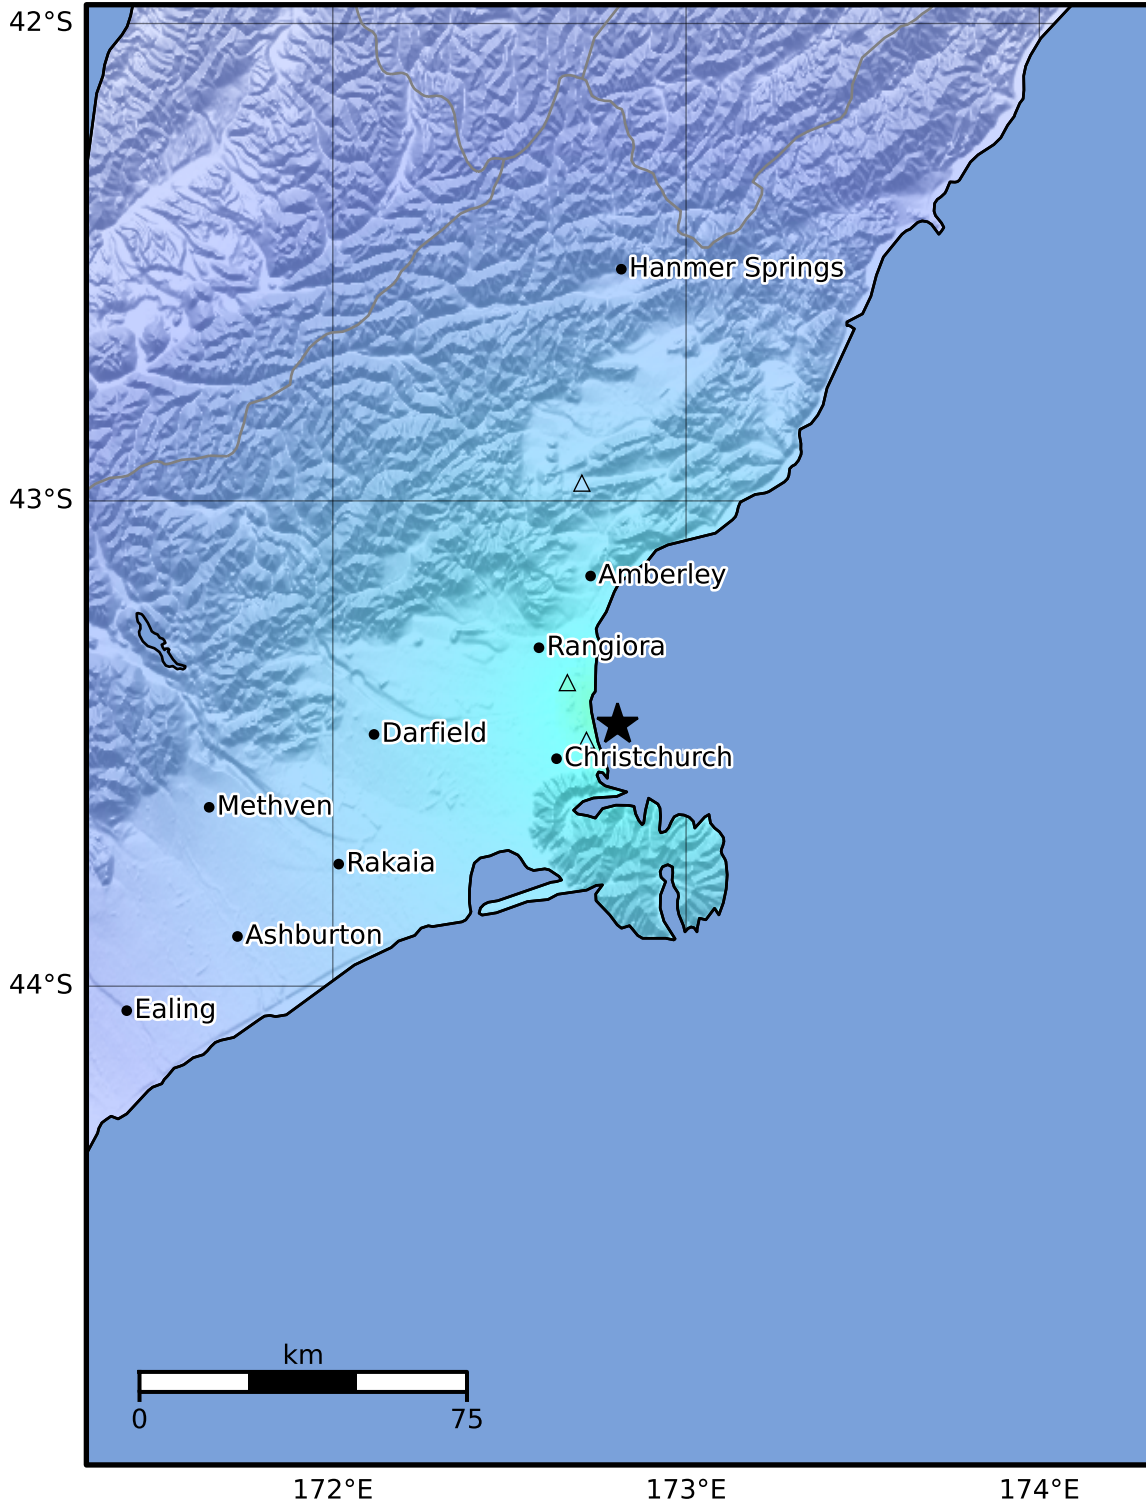 42°S
Hanmer Springs
43°S
Amberley
Rangiora
Darfield
Christchurch
Methven
Rakaia
Ashburton
44°S
Ealing
km
0 75
172°E 173°E 174°E